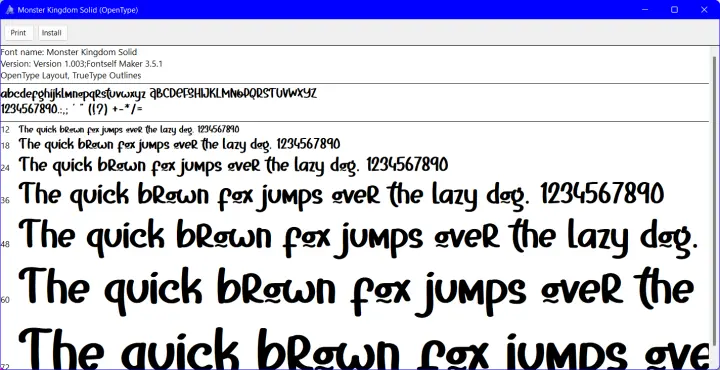 Monster Kingdom Solid (OpenType)
Print Install
Font name: Monster Kingdom Solid
Version: Version 1.003;Fontself Maker 3.5.1
OpenType Layout, TrueType Outlines
abcdefghijklmnopqrstuvwxyz ABCDEFGHIJKLMNOPQRSTUVWXYZ
1234567890.:,; ' " (!?) +-*/=
12 The quick brown fox jumps over the lazy dog. 1234567890
18 The quick brown fox jumps over the lazy dog. 1234567890
24 The quick brown fox jumps over the lazy dog. 1234567890
36 The quick brown fox jumps over the lazy dog. 1234567890
48 The quick brown fox jumps over the lazy dog.
60 The quick brown fox jumps over the
72 The quick brown fox jumps ove